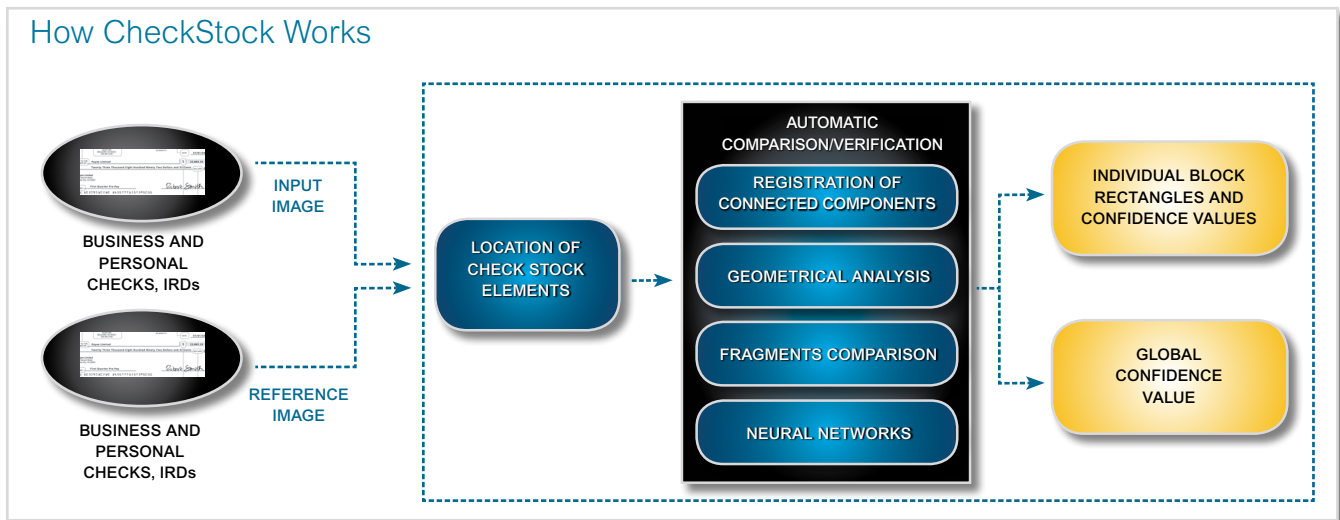 How CheckStock Works
BUSINESS AND
PERSONAL
CHECKS, IRDs
INPUT
IMAGE
BUSINESS AND
PERSONAL
CHECKS, IRDs
REFERENCE
IMAGE
LOCATION OF
CHECK STOCK
ELEMENTS
AUTOMATIC
COMPARISON/VERIFICATION
REGISTRATION OF
CONNECTED COMPONENTS
GEOMETRICAL ANALYSIS
FRAGMENTS COMPARISON
NEURAL NETWORKS
INDIVIDUAL BLOCK
RECTANGLES AND
CONFIDENCE VALUES
GLOBAL
CONFIDENCE
VALUE